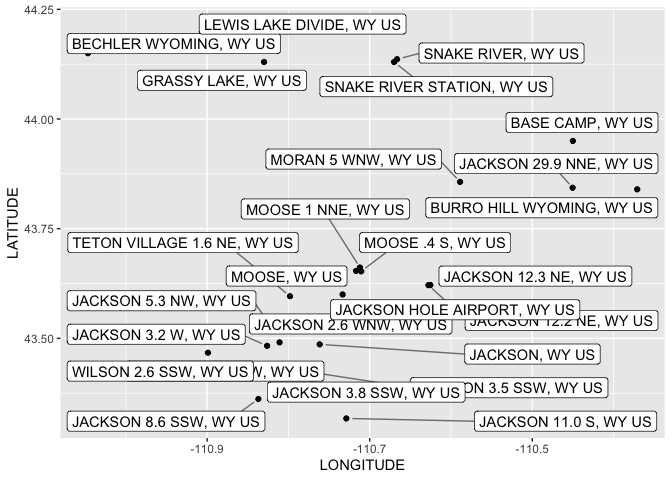 44.25
LEWIS LAKE DIVIDE, WY US
BECHLER WYOMING, WY US
SNAKE RIVER, WY US
GRASSY LAKE, WY US
SNAKE RIVER STATION, WY US
44.00
BASE CAMP, WY US
MORAN 5 WNW, WY US
JACKSON 29.9 NNE, WY US
BURRO HILL WYOMING, WY US
MOOSE 1 NNE, WY US
43.75
TETON VILLAGE 1.6 NE, WY US
MOOSE .4 S, WY US
MOOSE, WY US
JACKSON 12.3 NE, WY US
JACKSON 5.3 NW, WY US
JACKSON HOLE AIRPORT, WY US
JACKSON 12.2 NE, WY US
JACKSON 2.6 WNW, WY US
43.50
JACKSON 3.2 W, WY US
JACKSON, WY US
WILSON 2.6 SSW, WY US
W, WY US
ON 3.5 SSW, WY US
JACKSON 3.8 SSW, WY US
JACKSON 8.6 SSW, WY US
JACKSON 11.0 S, WY US
LATITUDE
-110.9
-110.7
-110.5
LONGITUDE